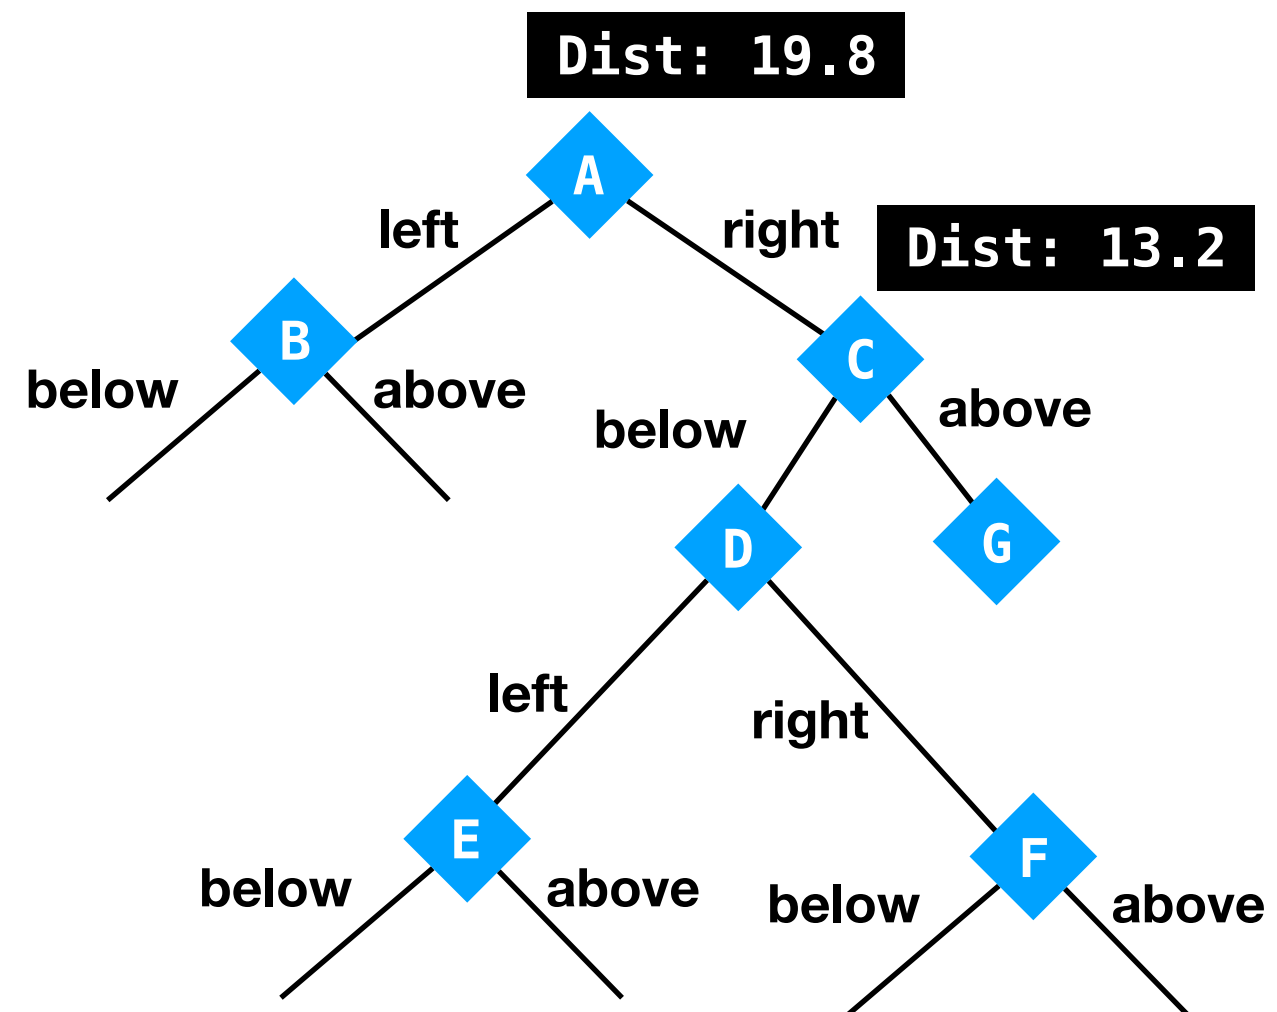 Dist: 19.8
A
left
right
Dist: 13.2
B
C
below
above
below
above
D
G
left
right
E
F
below
above
below
above